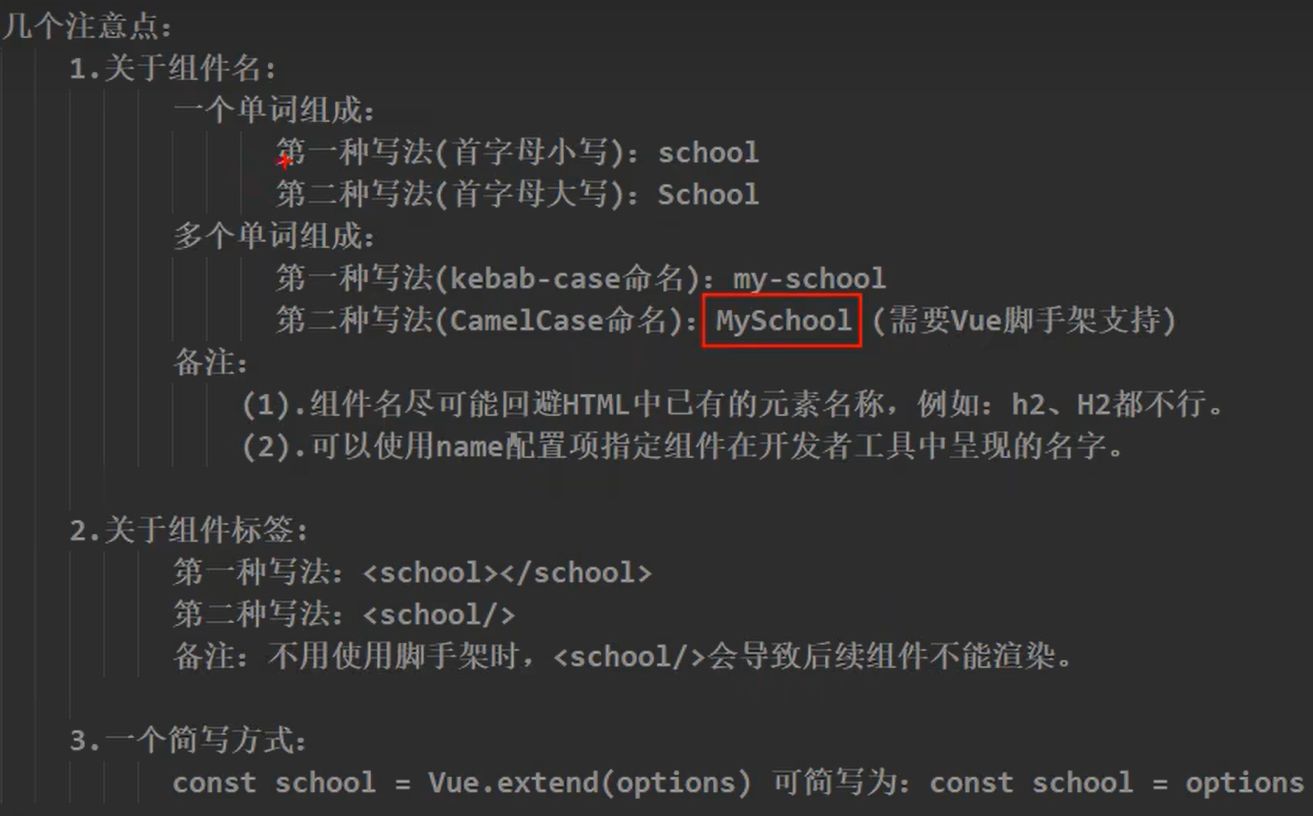 几个注意点：
1.关于组件名：
一个单词组成：
第一种写法(首字母小写)：school
第二种写法(首字母大写)：School
多个单词组成：
第一种写法(kebab-case命名)：my-school
第二种写法(CamelCase命名)：MySchool (需要Vue脚手架支持)
备注：
(1).组件名尽可能回避HTML中已有的元素名称，例如：h2、H2都不行。
(2).可以使用name配置项指定组件在开发者工具中呈现的名字。
2.关于组件标签：
第一种写法：<school></school>
第二种写法：<school/>
备注：不用使用脚手架时，<school/>会导致后续组件不能渲染。
3.一个简写方式：
const school = Vue.extend(options) 可简写为：const school = options